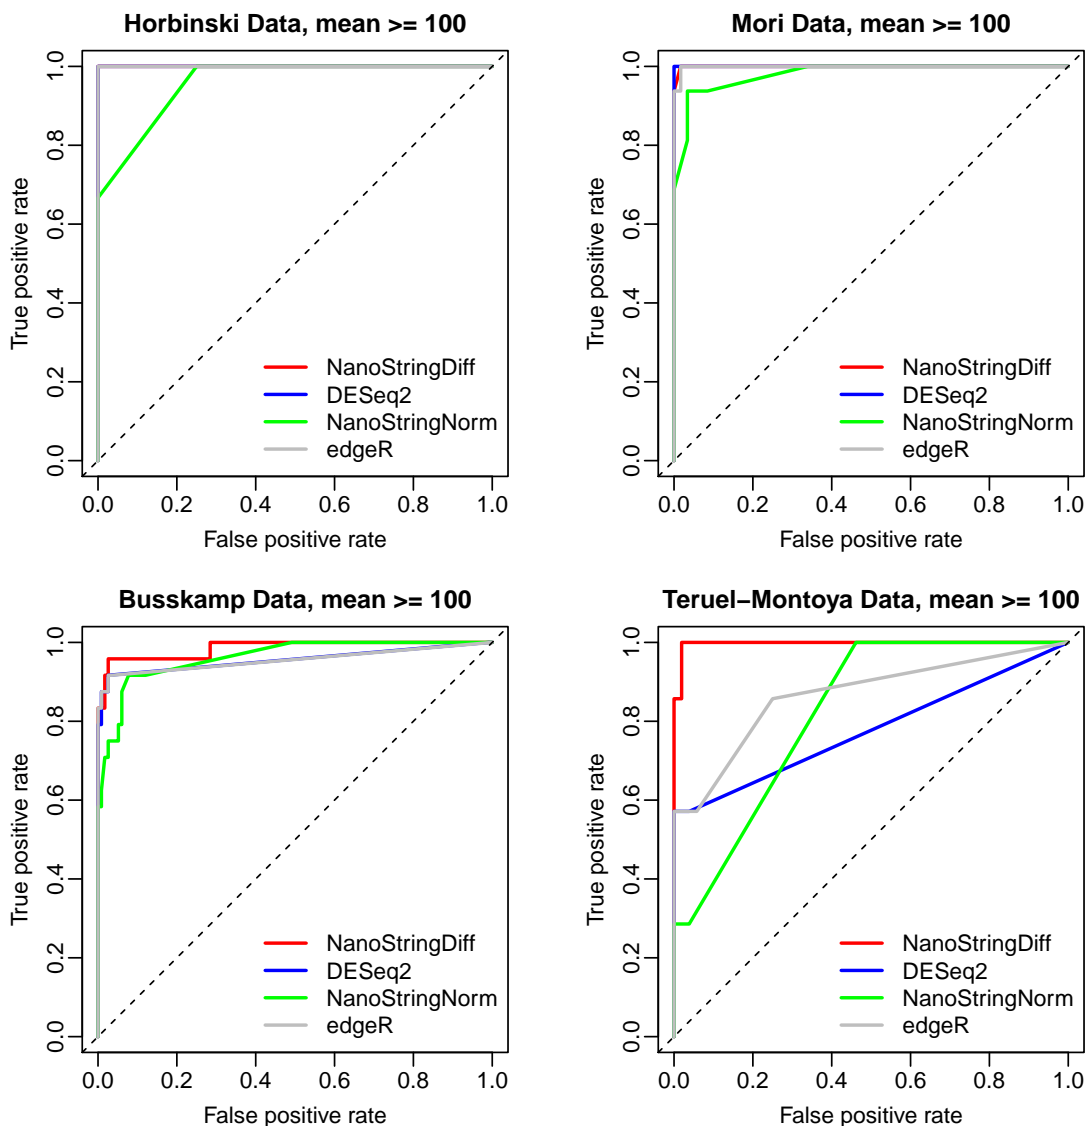 Horbinski Data, mean >= 100
True positive rate
0.0 0.2 0.4 0.6 0.8 1.0
NanoStringDiff
DESeq2
NanoStringNorm
edgeR
0.0 0.2 0.4 0.6 0.8 1.0
False positive rate
Mori Data, mean >= 100
True positive rate
0.0 0.2 0.4 0.6 0.8 1.0
NanoStringDiff
DESeq2
NanoStringNorm
edgeR
0.0 0.2 0.4 0.6 0.8 1.0
False positive rate
Busskamp Data, mean >= 100
True positive rate
0.0 0.2 0.4 0.6 0.8 1.0
NanoStringDiff
DESeq2
NanoStringNorm
edgeR
0.0 0.2 0.4 0.6 0.8 1.0
False positive rate
Teruel−Montoya Data, mean >= 100
True positive rate
0.0 0.2 0.4 0.6 0.8 1.0
NanoStringDiff
DESeq2
NanoStringNorm
edgeR
0.0 0.2 0.4 0.6 0.8 1.0
False positive rate